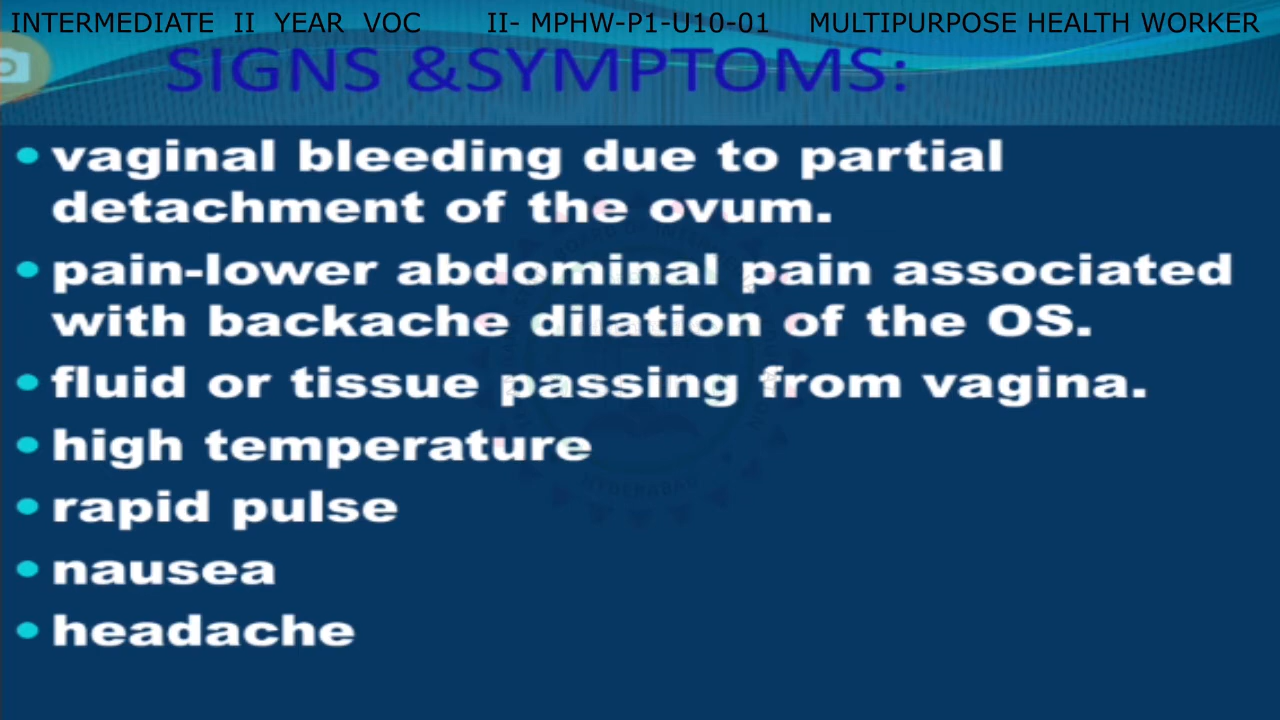 INTERMEDIATE II YEAR VOC II- MPHW-P1-U10-01 MULTIPURPOSE HEALTH WORKER
SIGNS &SYMPTOMS:
• vaginal bleeding due to partial
detachment of the ovum.
• pain-lower abdominal pain associated
with backache dilation of the OS.
• fluid or tissue passing from vagina.
• high temperature
• rapid pulse
• nausea
• headache